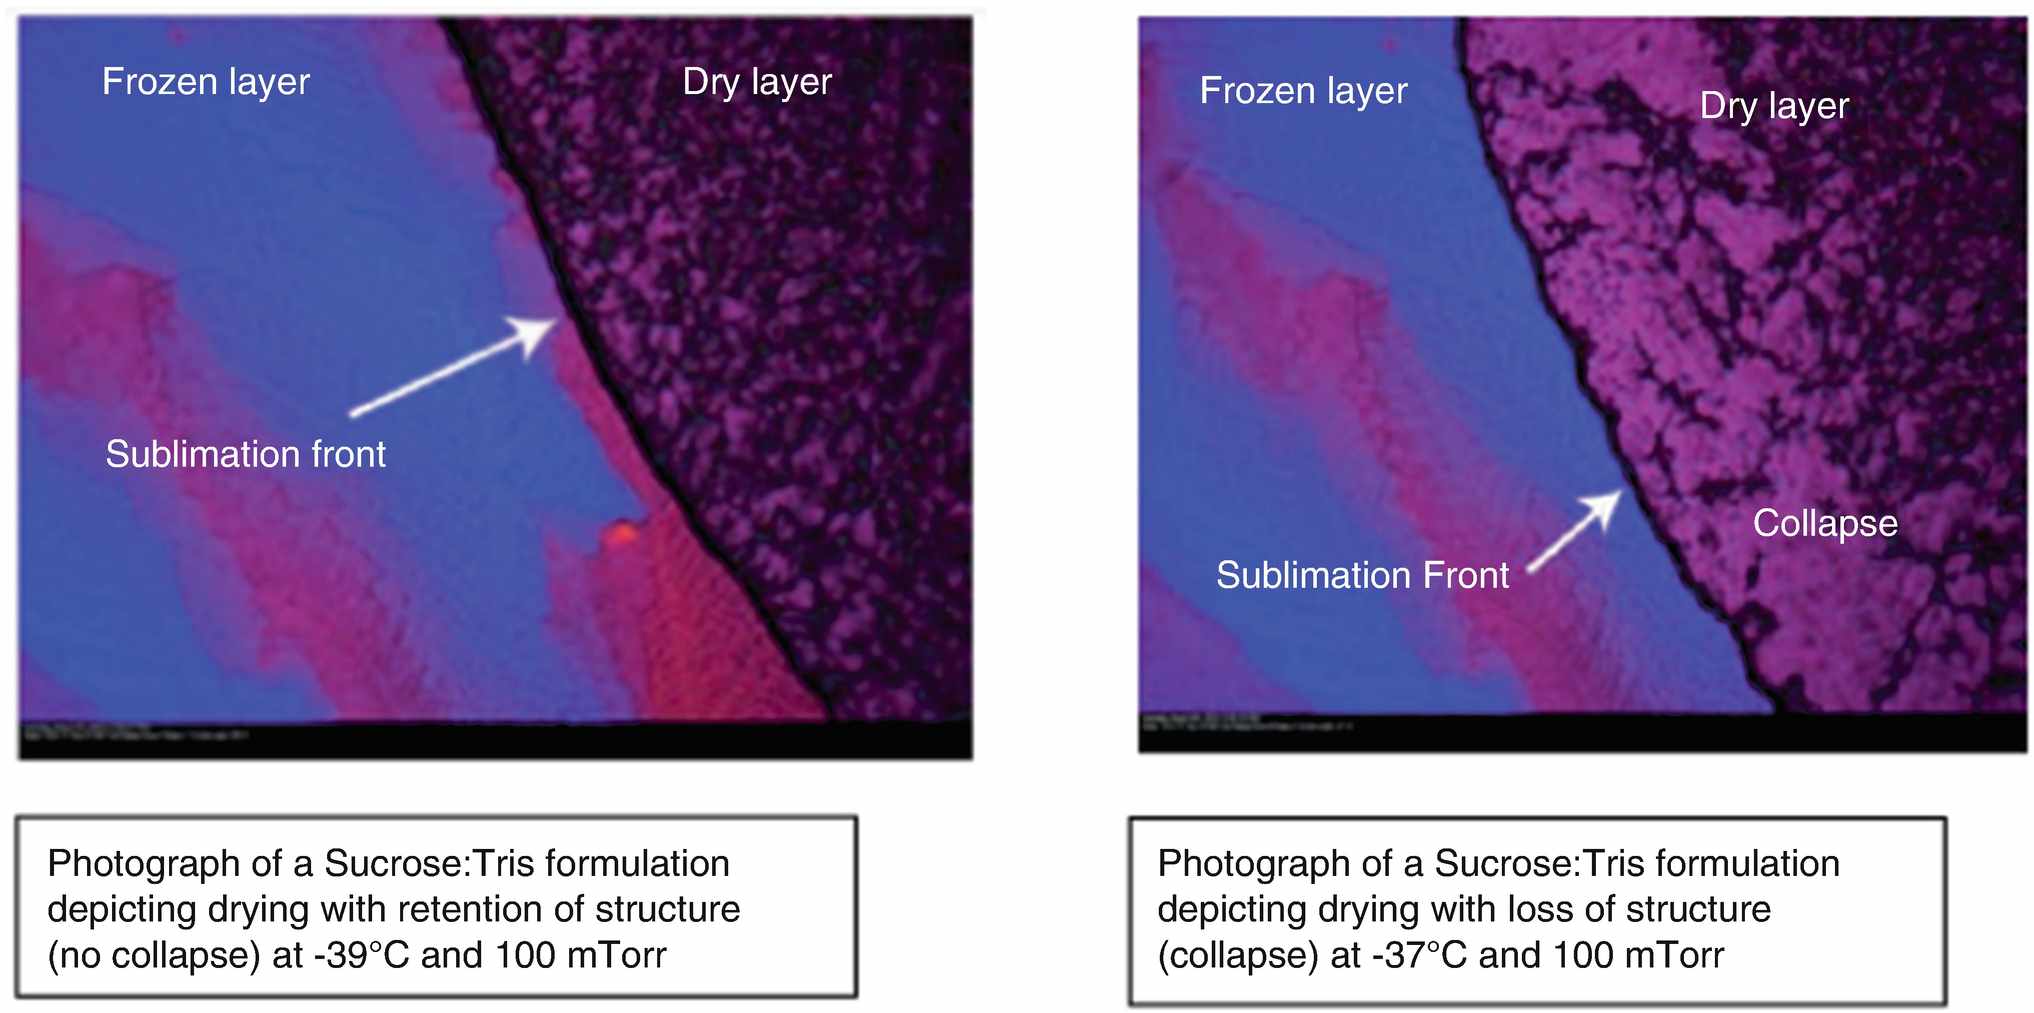 Frozen layer
Dry layer
Sublimation front
Frozen layer
Dry layer
Collapse
Sublimation Front
Photograph of a Sucrose:Tris formulation
depicting drying with retention of structure
(no collapse) at -39°C and 100 mTorr
Photograph of a Sucrose:Tris formulation
depicting drying with loss of structure
(collapse) at -37°C and 100 mTorr